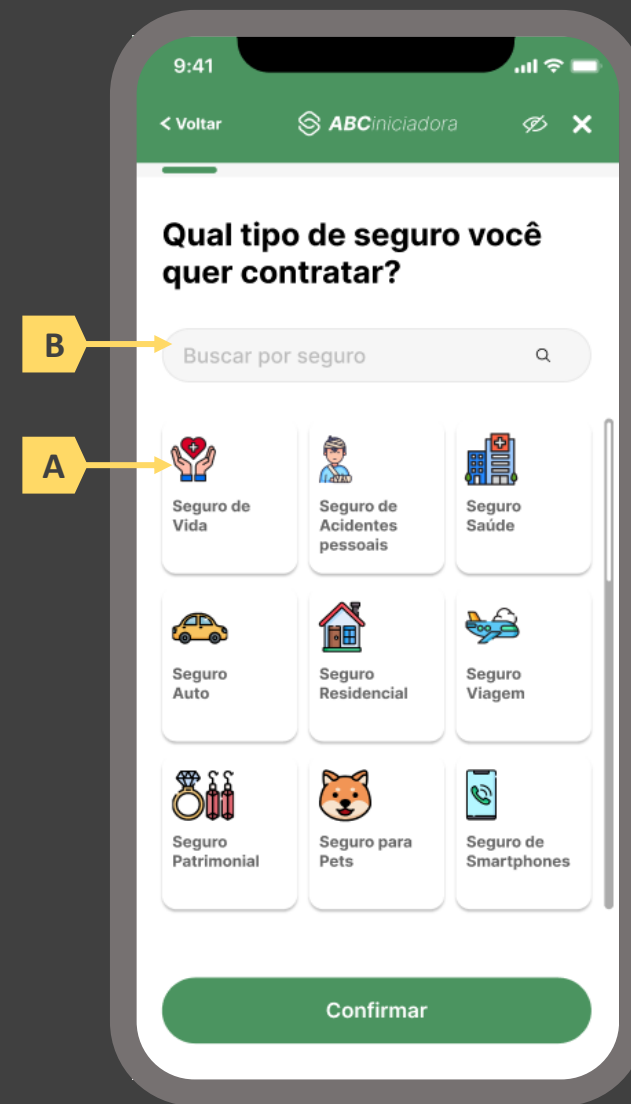 9:41
< Voltar
ABCiniciadora
Qual tipo de seguro você
quer contratar?
B
Buscar por seguro
A
Seguro de
Vida
Seguro de
Acidentes
pessoais
Seguro
Saúde
Seguro
Auto
Seguro
Residencial
Seguro
Viagem
Seguro
Patrimonial
Seguro para
Pets
Seguro de
Smartphones
Confirmar